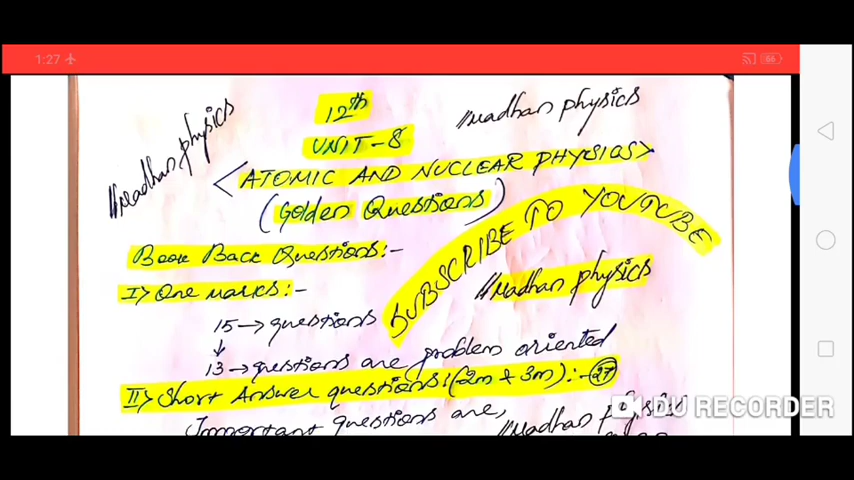 1:27
66
12th
UNIT-8
madhan physics
madhan physics
<ATOMIC AND NUCLEAR PHYSICS>
(Golden Questions)
SUBSCRIBE TO YOUTUBE
Book Back Questions:-
I> One marks:-
madhan physics
15→questions
↓
13→questions are problem oriented
II> Short Answer questions:(2m+3m):-27
Important questions are,
madhan physics
DU RECORDER